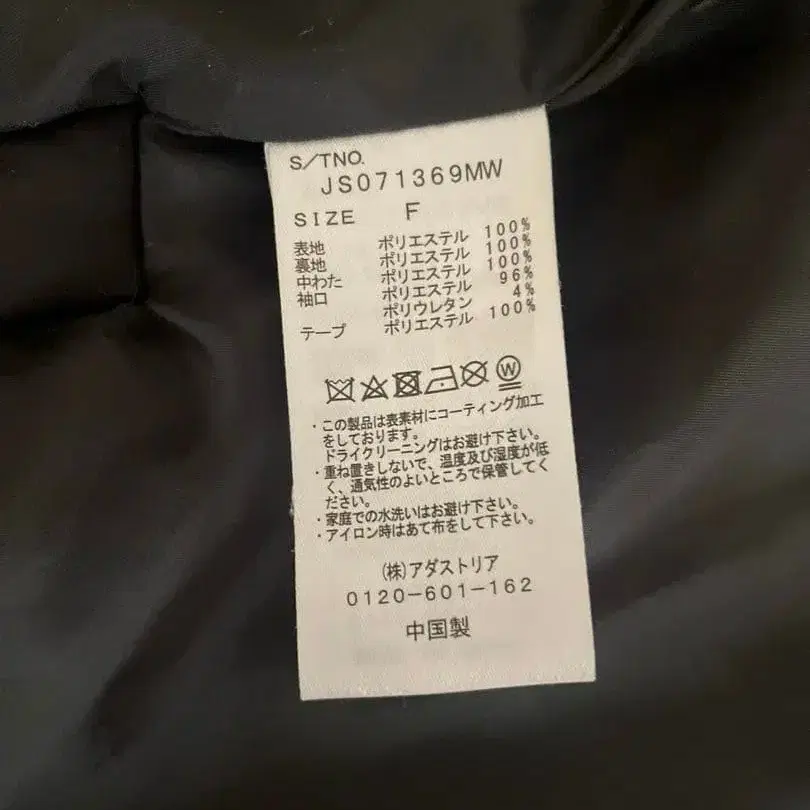 S/TNO.
JS071369MW
SIZE F
表地 ポリエステル 100%
裏地 ポリエステル 100%
中わた ポリエステル 100%
袖口 ポリエステル 96%
ポリウレタン 4%
テープ ポリエステル 100%
W
・この製品は表素材にコーティング加工
をしております。
ドライクリーニングはお避け下さい。
・重ね置きしないで、温度及び湿度が低
く、通気性のよいところで保管してく
ださい。
・家庭での水洗いはお避け下さい。
・アイロン時はあて布をして下さい。
(株)アダストリア
0120-601-162
中国製